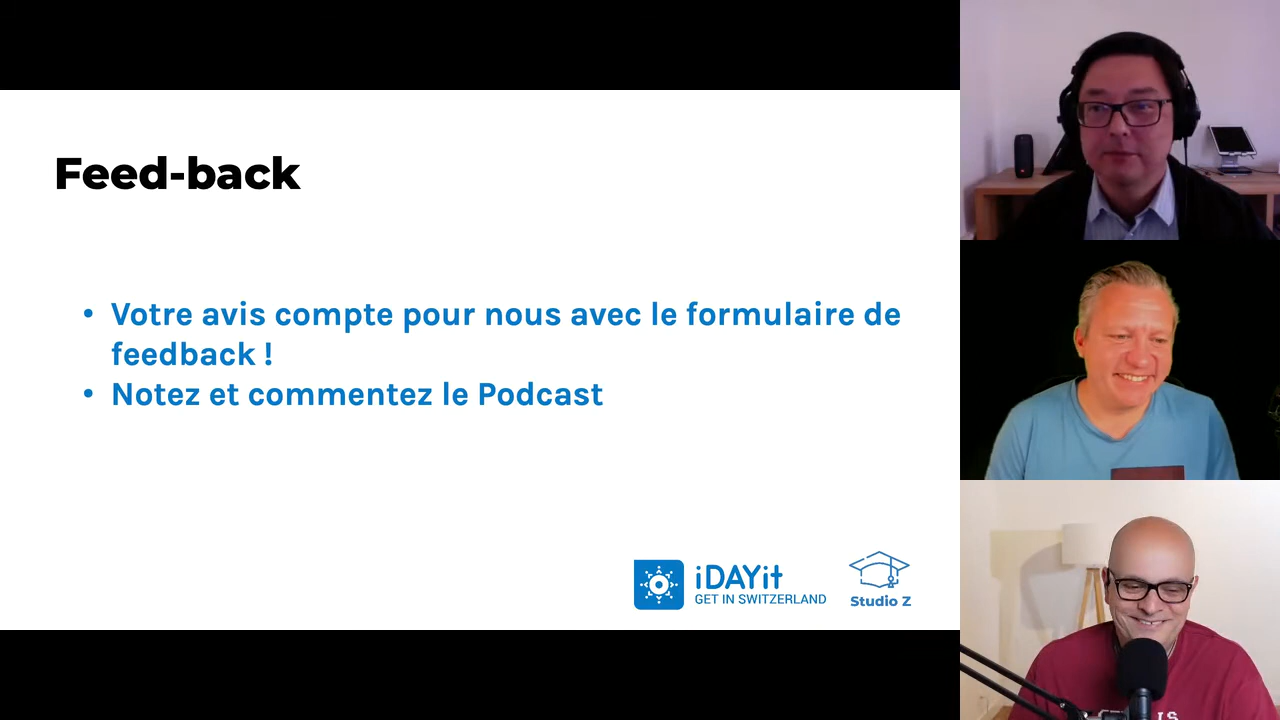 Feed-back
• Votre avis compte pour nous avec le formulaire de
feedback !
• Notez et commentez le Podcast
iDAYit
GET IN SWITZERLAND
Studio Z